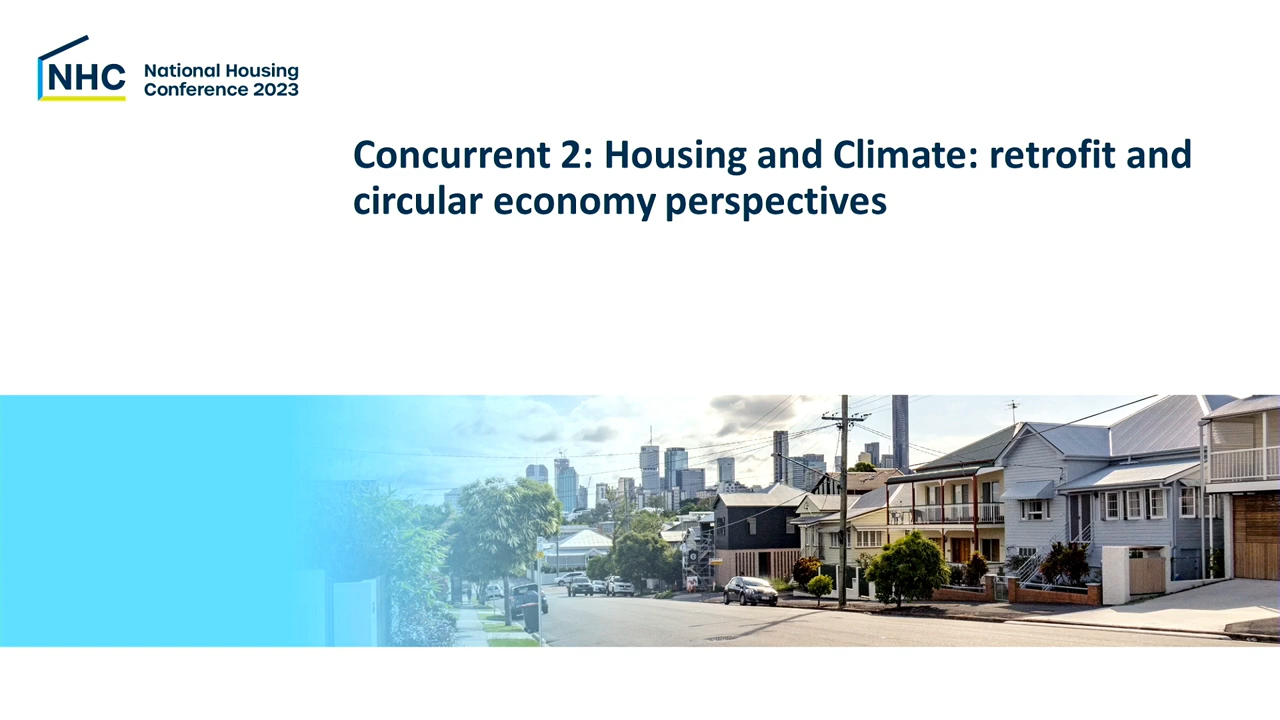 NHC
National Housing
Conference 2023
Concurrent 2: Housing and Climate: retrofit and
circular economy perspectives